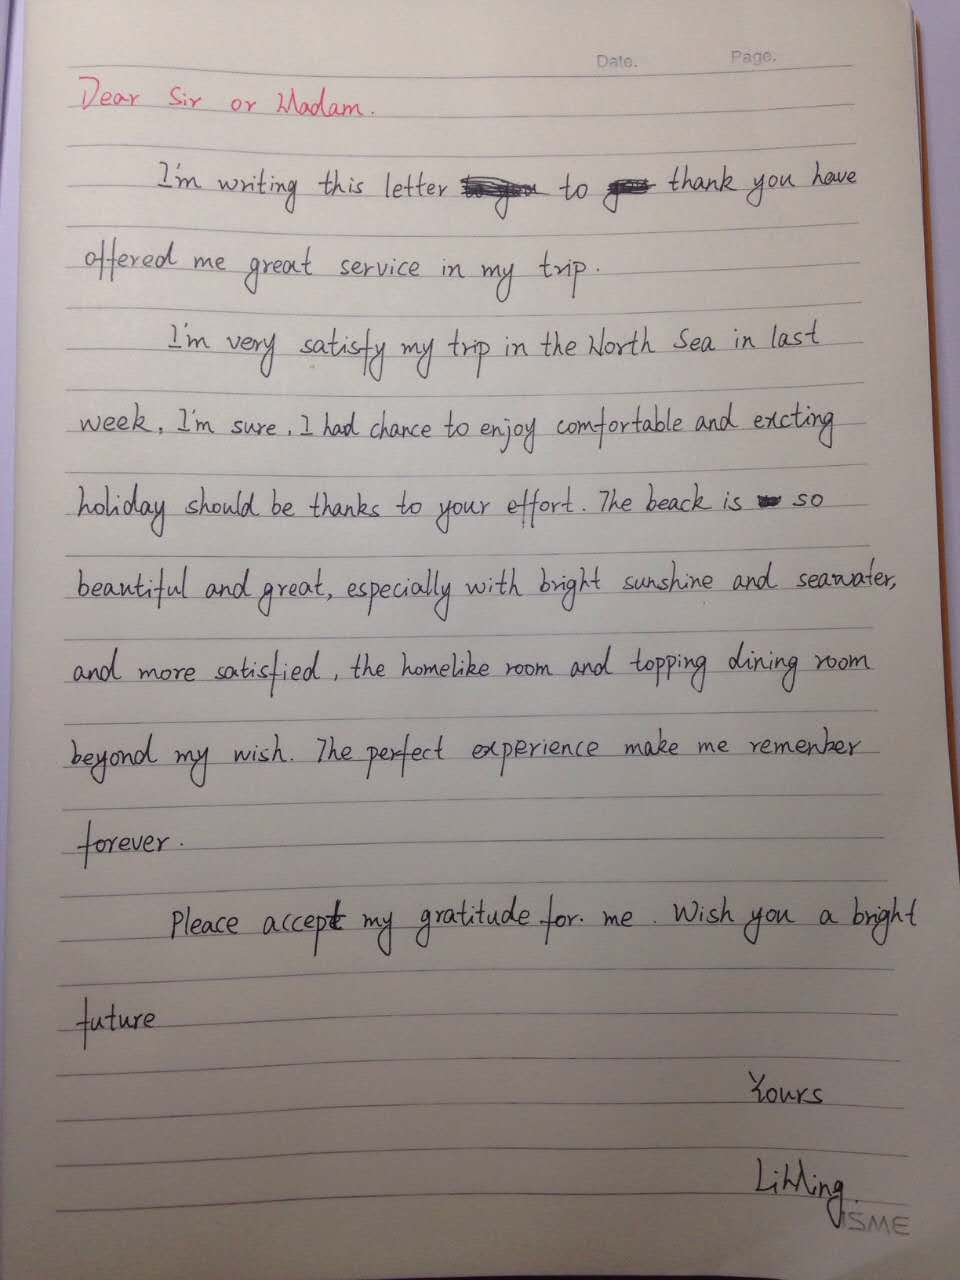 Date. Page.
Dear Sir or Madam.
I'm writing this letter to thank you have
offered me great service in my trip.
I'm very satisfy my trip in the North Sea in last
week, I'm sure, I had chance to enjoy comfortable and excting
holiday should be thanks to your effort. The beack is so
beautiful and great, especially with bright sunshine and seawater,
and more satisfied, the homelike room and topping dining room
beyond my wish. The perfect experience make me remenber
forever.
Pleace accept my gratitude for. me. Wish you a bright
future
Yours
LiMing.
ISME